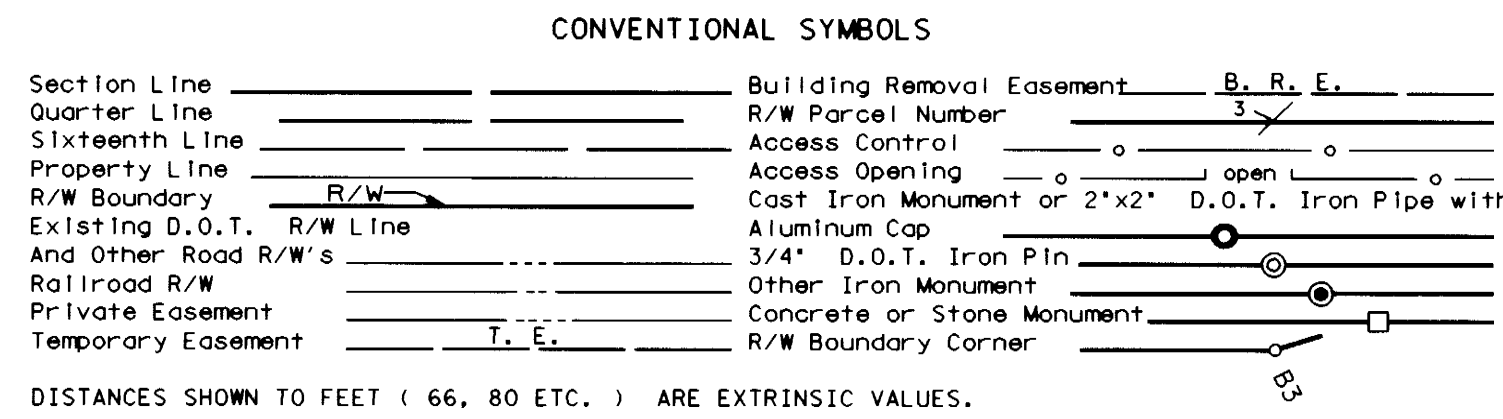 CONVENTIONAL SYMBOLS
Section Line
Quarter Line
Sixteenth Line
Property Line
R/W Boundary R/W
Existing D.O.T. R/W Line
And Other Road R/W's
Railroad R/W
Private Easement
Temporary Easement T. E.
Building Removal Easement B. R. E.
R/W Parcel Number 3
Access Control
Access Opening open
Cast Iron Monument or 2"x2" D.O.T. Iron Pipe with
Aluminum Cap
3/4" D.O.T. Iron Pin
Other Iron Monument
Concrete or Stone Monument
R/W Boundary Corner
B3
DISTANCES SHOWN TO FEET ( 66, 80 ETC. ) ARE EXTRINSIC VALUES.